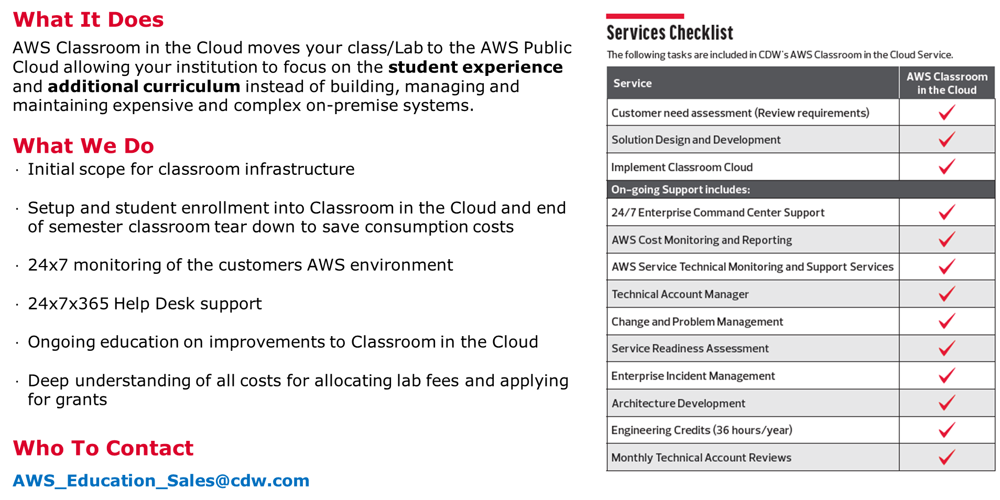 What It Does
AWS Classroom in the Cloud moves your class/Lab to the AWS Public
Cloud allowing your institution to focus on the student experience
and additional curriculum instead of building, managing and
maintaining expensive and complex on-premise systems.
What We Do
· Initial scope for classroom infrastructure
· Setup and student enrollment into Classroom in the Cloud and end
of semester classroom tear down to save consumption costs
· 24x7 monitoring of the customers AWS environment
· 24x7x365 Help Desk support
· Ongoing education on improvements to Classroom in the Cloud
· Deep understanding of all costs for allocating lab fees and applying
for grants
Who To Contact
AWS_Education_Sales@cdw.com
Services Checklist
The following tasks are included in CDW's AWS Classroom in the Cloud Service.
Service
AWS Classroom
in the Cloud
Customer need assessment (Review requirements)
Solution Design and Development
Implement Classroom Cloud
On-going Support includes:
24/7 Enterprise Command Center Support
AWS Cost Monitoring and Reporting
AWS Service Technical Monitoring and Support Services
Technical Account Manager
Change and Problem Management
Service Readiness Assessment
Enterprise Incident Management
Architecture Development
Engineering Credits (36 hours/year)
Monthly Technical Account Reviews